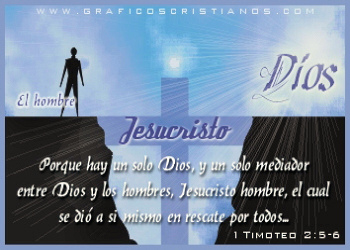 www.graficoscristianos.com
Dios
El hombre
Jesucristo
Porque hay un solo Dios, y un solo mediador
entre Dios y los hombres, Jesucristo hombre, el cual
se dió a sí mismo en rescate por todos...
1 Timoteo 2:5-6